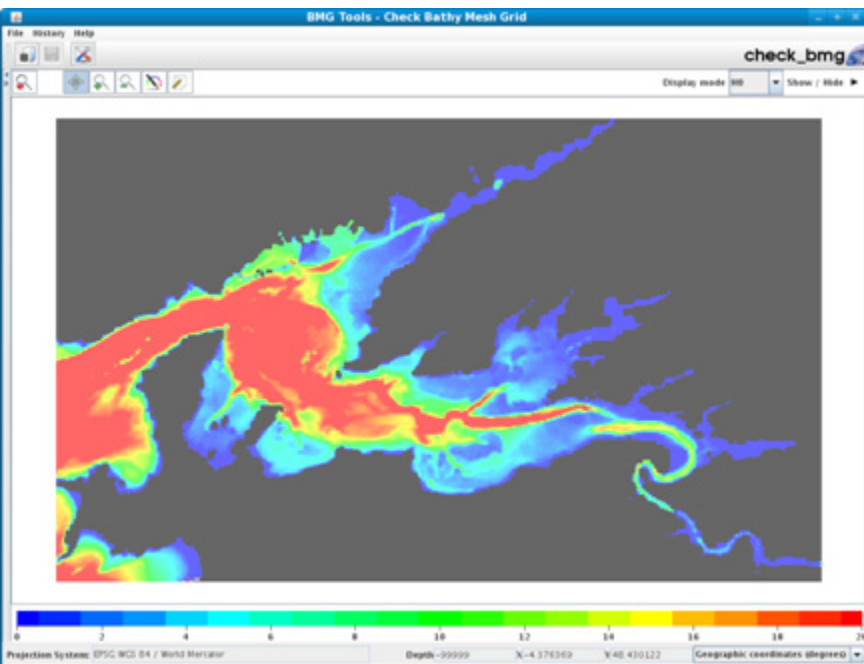 BMG Tools - Check Bathy Mesh Grid
File History Help
check_bmg
Display mode H0 Show / Hide
0 2 4 6 8 10 12 14 16 18 20
Projection System: EPSG WGS 84 / World Mercator Depth -99999 X -4.376369 Y 48.430122 Geographic coordinates (degrees)